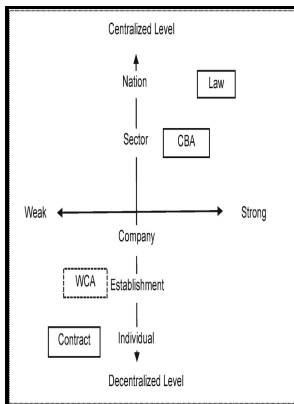 Centralized Level
Nation
Law
Sector
CBA
Weak
Strong
Company
WCA
Establishment
Contract
Individual
Decentralized Level